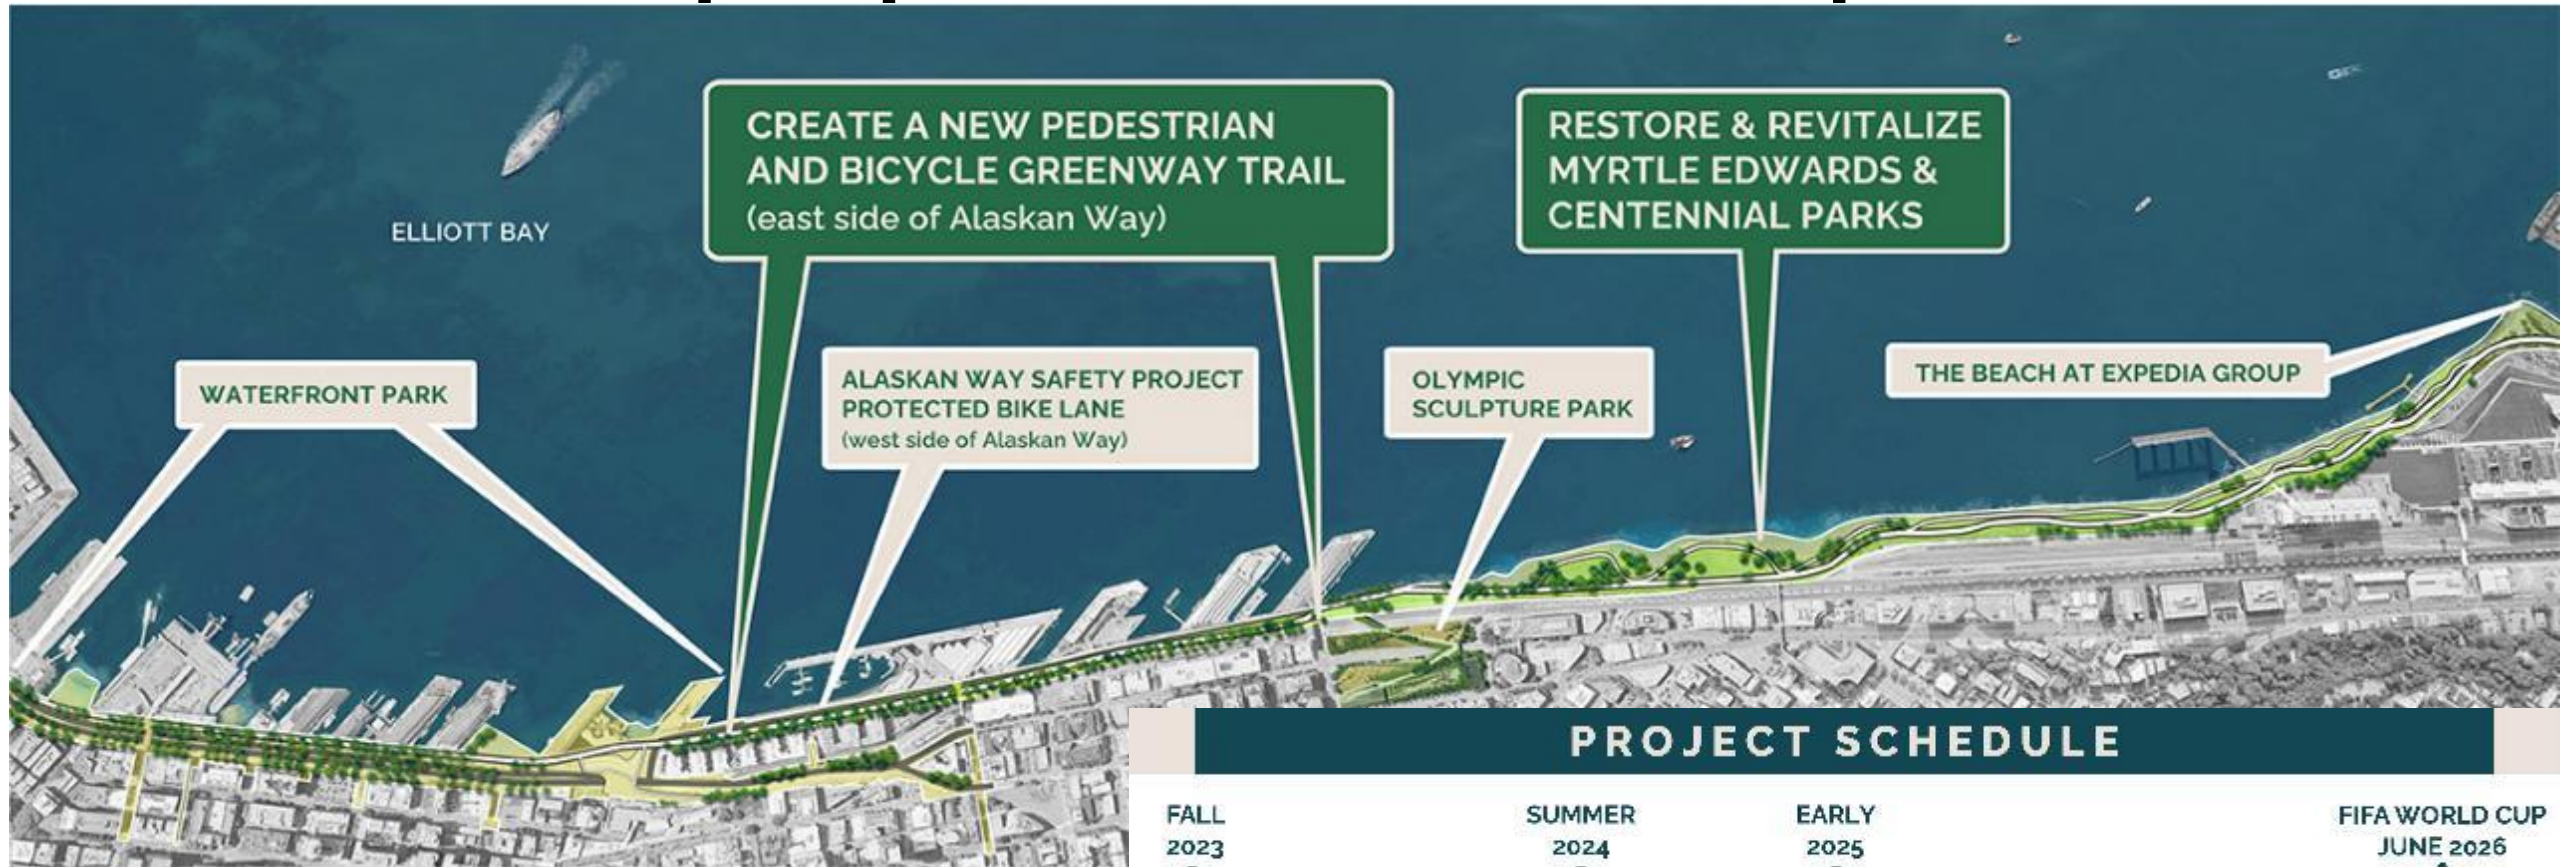 CREATE A NEW PEDESTRIAN
AND BICYCLE GREENWAY TRAIL
(east side of Alaskan Way)
RESTORE & REVITALIZE
MYRTLE EDWARDS &
CENTENNIAL PARKS
ELLIOTT BAY
WATERFRONT PARK
ALASKAN WAY SAFETY PROJECT
PROTECTED BIKE LANE
(west side of Alaskan Way)
OLYMPIC
SCULPTURE PARK
THE BEACH AT EXPEDIA GROUP
PROJECT SCHEDULE
FALL
2023
SUMMER
2024
EARLY
2025
FIFA WORLD CUP
JUNE 2026